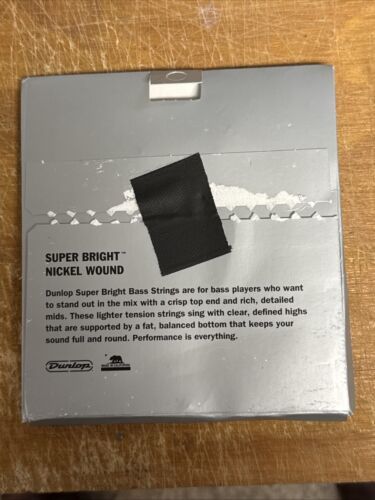 SUPER BRIGHT™
NICKEL WOUND
Dunlop Super Bright Bass Strings are for bass players who want
to stand out in the mix with a crisp top end and rich, detailed
mids. These lighter tension strings sing with clear, defined highs
that are supported by a fat, balanced bottom that keeps your
sound full and round. Performance is everything.
Dunlop